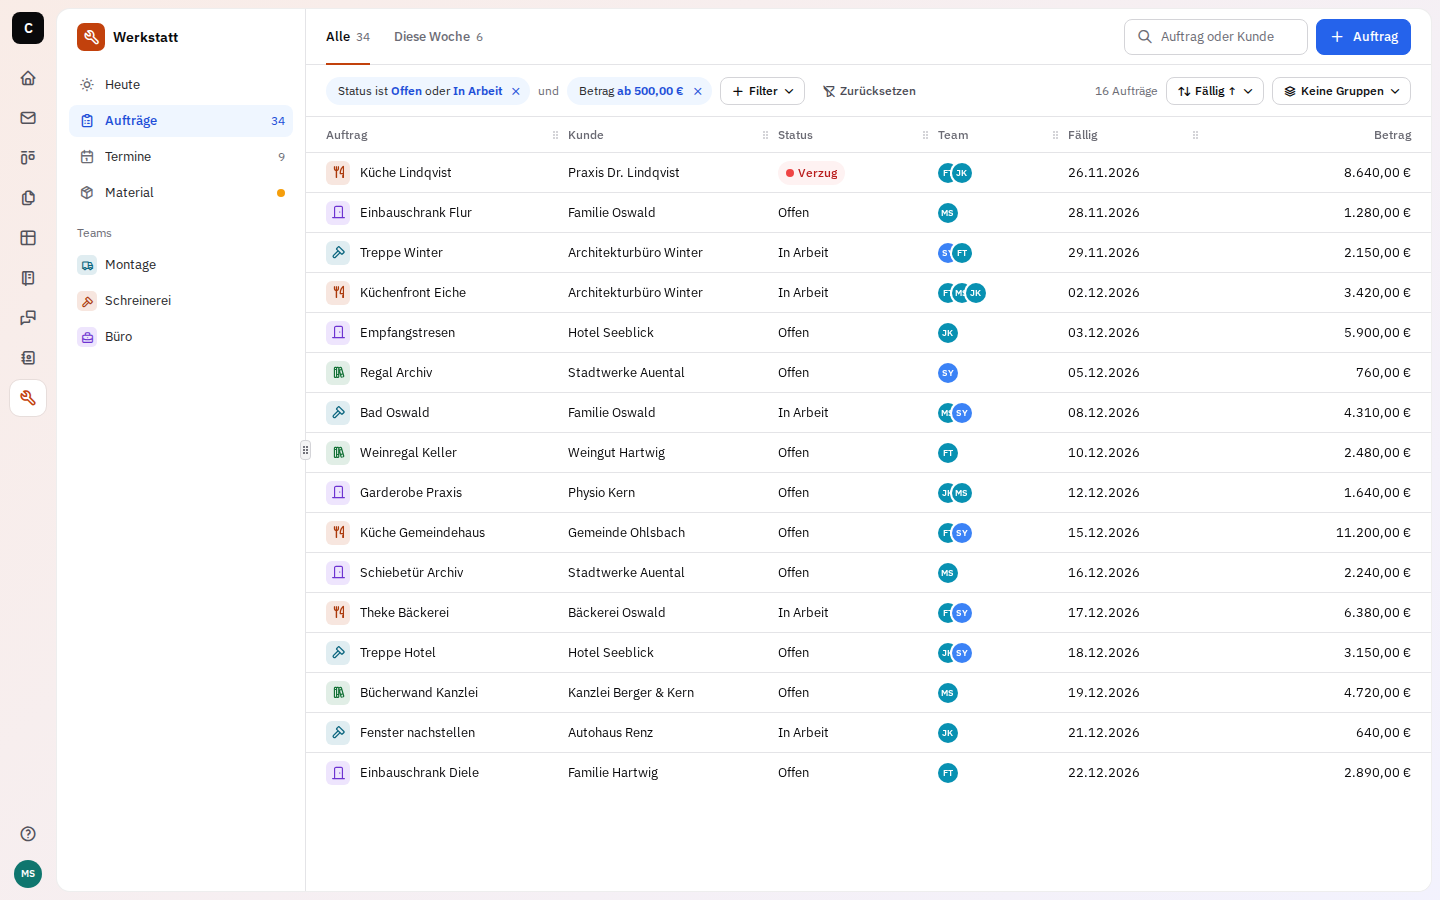 C
Werkstatt
Alle 34
Diese Woche 6
Auftrag oder Kunde
Auftrag
Heute
Aufträge 34
Termine 9
Material
Teams
Montage
Schreinerei
Büro
MS
Status ist Offen oder In Arbeit
und
Betrag ab 500,00 €
Filter
Zurücksetzen
16 Aufträge
Fällig ↑
Keine Gruppen
Auftrag Kunde Status Team Fällig Betrag
Küche Lindqvist Praxis Dr. Lindqvist Verzug JK 26.11.2026 8.640,00 €
Einbauschrank Flur Familie Oswald Offen MS 28.11.2026 1.280,00 €
Treppe Winter Architekturbüro Winter In Arbeit FT 29.11.2026 2.150,00 €
Küchenfront Eiche Architekturbüro Winter In Arbeit JK 02.12.2026 3.420,00 €
Empfangstresen Hotel Seeblick Offen JK 03.12.2026 5.900,00 €
Regal Archiv Stadtwerke Auental Offen SY 05.12.2026 760,00 €
Bad Oswald Familie Oswald In Arbeit SY 08.12.2026 4.310,00 €
Weinregal Keller Weingut Hartwig Offen FT 10.12.2026 2.480,00 €
Garderobe Praxis Physio Kern Offen MS 12.12.2026 1.640,00 €
Küche Gemeindehaus Gemeinde Ohlsbach Offen SY 15.12.2026 11.200,00 €
Schiebetür Archiv Stadtwerke Auental Offen MS 16.12.2026 2.240,00 €
Theke Bäckerei Bäckerei Oswald In Arbeit SY 17.12.2026 6.380,00 €
Treppe Hotel Hotel Seeblick Offen SY 18.12.2026 3.150,00 €
Bücherwand Kanzlei Kanzlei Berger & Kern Offen MS 19.12.2026 4.720,00 €
Fenster nachstellen Autohaus Renz In Arbeit JK 21.12.2026 640,00 €
Einbauschrank Diele Familie Hartwig Offen FT 22.12.2026 2.890,00 €